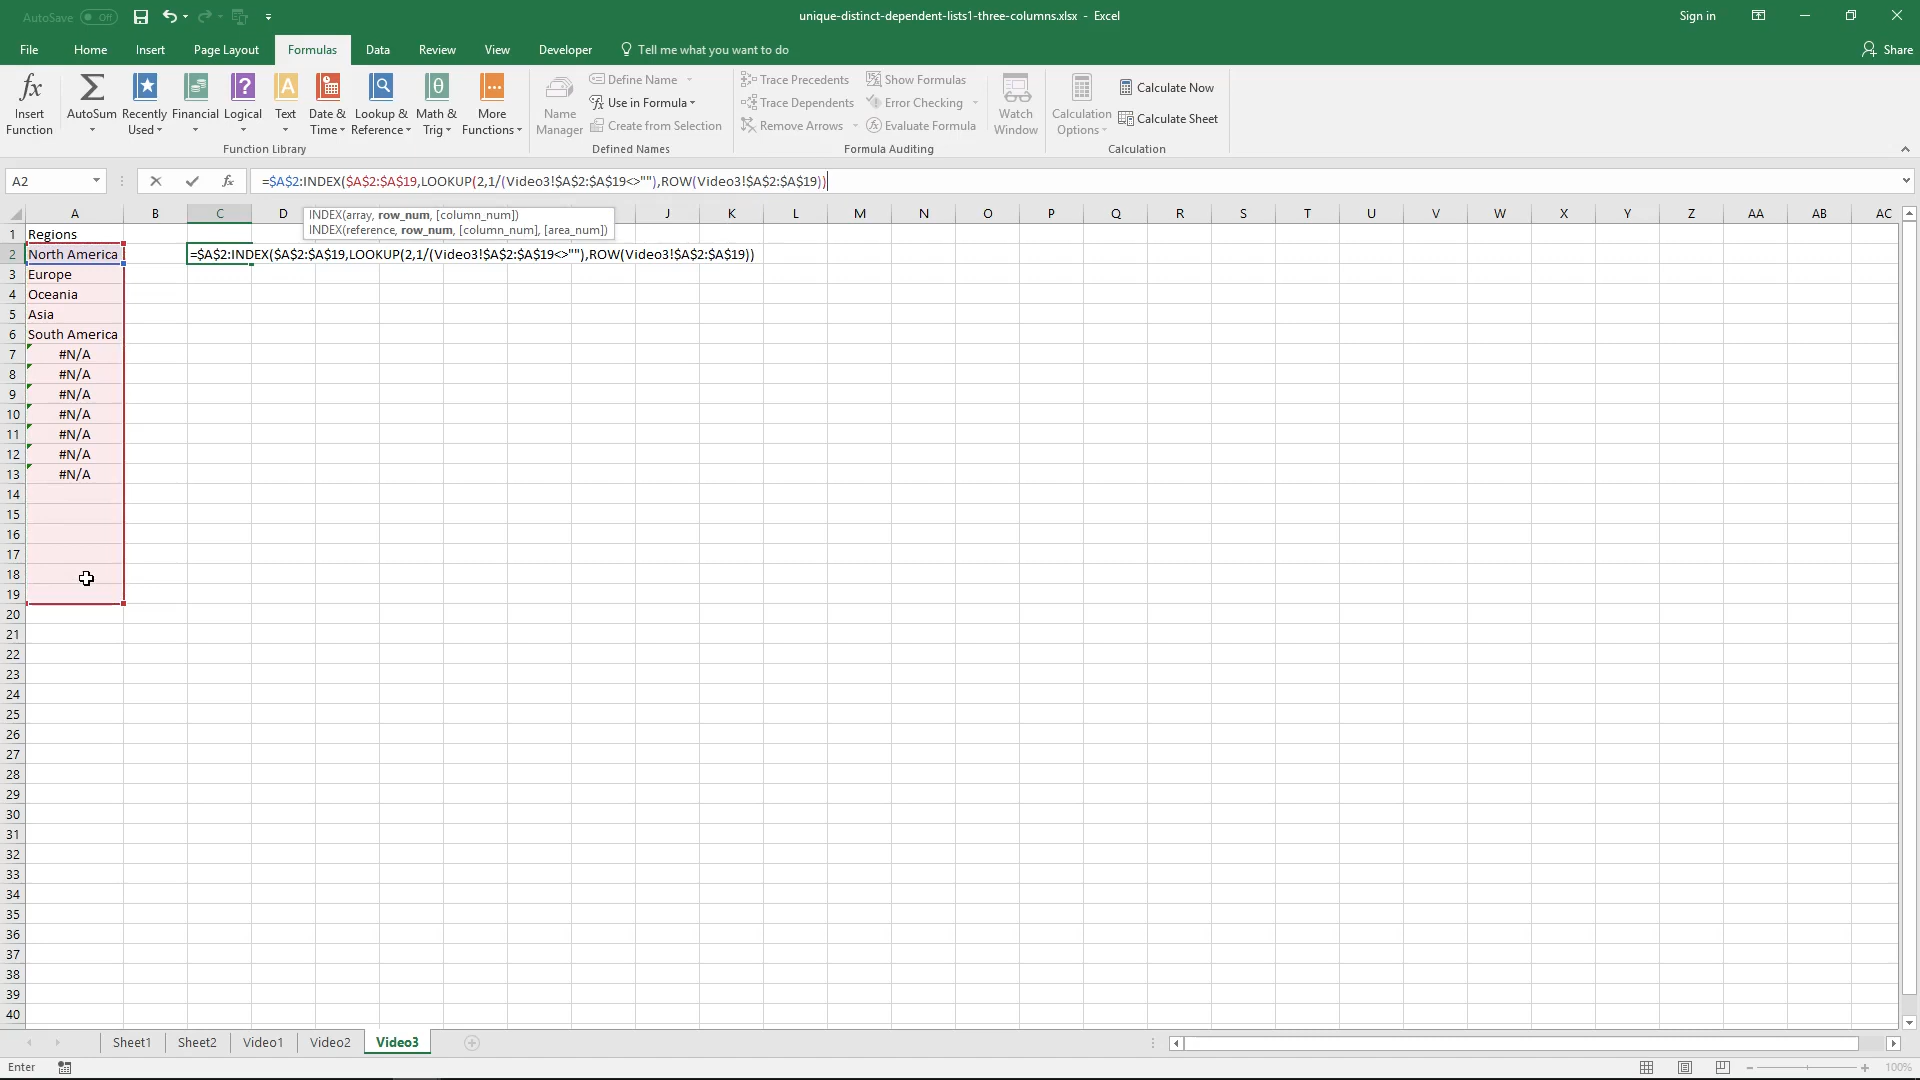 AutoSave Off
unique-distinct-dependent-lists1-three-columns.xlsx - Excel
Sign in
File Home Insert Page Layout Formulas Data Review View Developer Tell me what you want to do Share
Insert Function
AutoSum
Recently Used
Financial
Logical
Text
Date & Time
Lookup & Reference
Math & Trig
More Functions
Function Library
Name Manager
Define Name
Use in Formula
Create from Selection
Defined Names
Trace Precedents
Trace Dependents
Remove Arrows
Show Formulas
Error Checking
Evaluate Formula
Formula Auditing
Watch Window
Calculation Options
Calculate Now
Calculate Sheet
Calculation
A2 fx =$A$2:INDEX($A$2:$A$19,LOOKUP(2,1/(Video3!$A$2:$A$19<>""),ROW(Video3!$A$2:$A$19))
INDEX(array, row_num, [column_num])
INDEX(reference, row_num, [column_num], [area_num])
A B C D J K L M N O P Q R S T U V W X Y Z AA AB AC
1 Regions
2 North America =$A$2:INDEX($A$2:$A$19,LOOKUP(2,1/(Video3!$A$2:$A$19<>""),ROW(Video3!$A$2:$A$19))
3 Europe
4 Oceania
5 Asia
6 South America
7 #N/A
8 #N/A
9 #N/A
10 #N/A
11 #N/A
12 #N/A
13 #N/A
14
15
16
17
18
19
20
21
22
23
24
25
26
27
28
29
30
31
32
33
34
35
36
37
38
39
40
Sheet1 Sheet2 Video1 Video2 Video3
Enter
100%